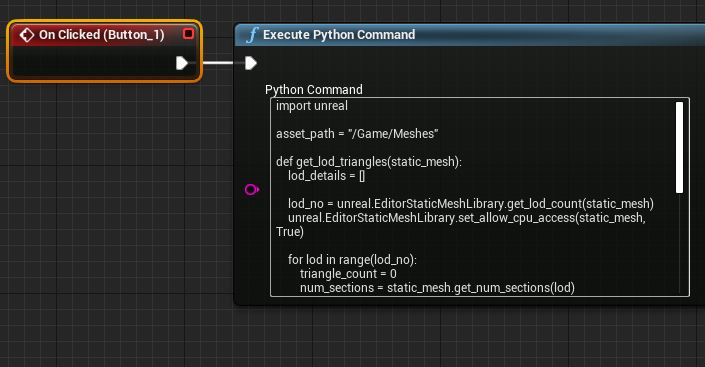 On Clicked (Button_1)
f Execute Python Command
Python Command
import unreal
asset_path = "/Game/Meshes"
def get_lod_triangles(static_mesh):
lod_details = []
lod_no = unreal.EditorStaticMeshLibrary.get_lod_count(static_mesh)
unreal.EditorStaticMeshLibrary.set_allow_cpu_access(static_mesh,
True)
for lod in range(lod_no):
triangle_count = 0
num_sections = static_mesh.get_num_sections(lod)